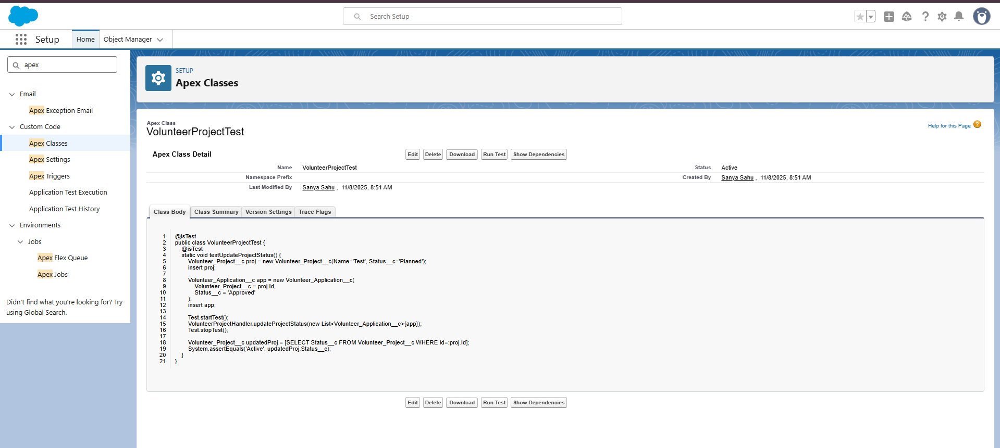 Search Setup
Setup
Home
Object Manager
apex
Email
Apex Exception Email
Custom Code
Apex Classes
Apex Settings
Apex Triggers
Application Test Execution
Application Test History
Environments
Jobs
Apex Flex Queue
Apex Jobs
Didn't find what you're looking for? Try
using Global Search.
SETUP
Apex Classes
Apex Class
VolunteerProjectTest
Help for this Page ?
Apex Class Detail
Edit Delete Download Run Test Show Dependencies
Name VolunteerProjectTest Status Active
Namespace Prefix Created By Sanya Sahu , 11/8/2025, 8:51 AM
Last Modified By Sanya Sahu , 11/8/2025, 8:51 AM
Class Body Class Summary Version Settings Trace Flags
1 @isTest
2 public class VolunteerProjectTest {
3 @isTest
4 static void testUpdateProjectStatus() {
5 Volunteer_Project__c proj = new Volunteer_Project__c(Name='Test', Status__c='Planned');
6 insert proj;
7
8 Volunteer_Application__c app = new Volunteer_Application__c(
9 Volunteer_Project__c = proj.Id,
10 Status__c = 'Approved'
11 );
12 insert app;
13
14 Test.startTest();
15 VolunteerProjectHandler.updateProjectStatus(new List<Volunteer_Application__c>{app});
16 Test.stopTest();
17
18 Volunteer_Project__c updatedProj = [SELECT Status__c FROM Volunteer_Project__c WHERE Id=:proj.Id];
19 System.assertEquals('Active', updatedProj.Status__c);
20 }
21 }
Edit Delete Download Run Test Show Dependencies